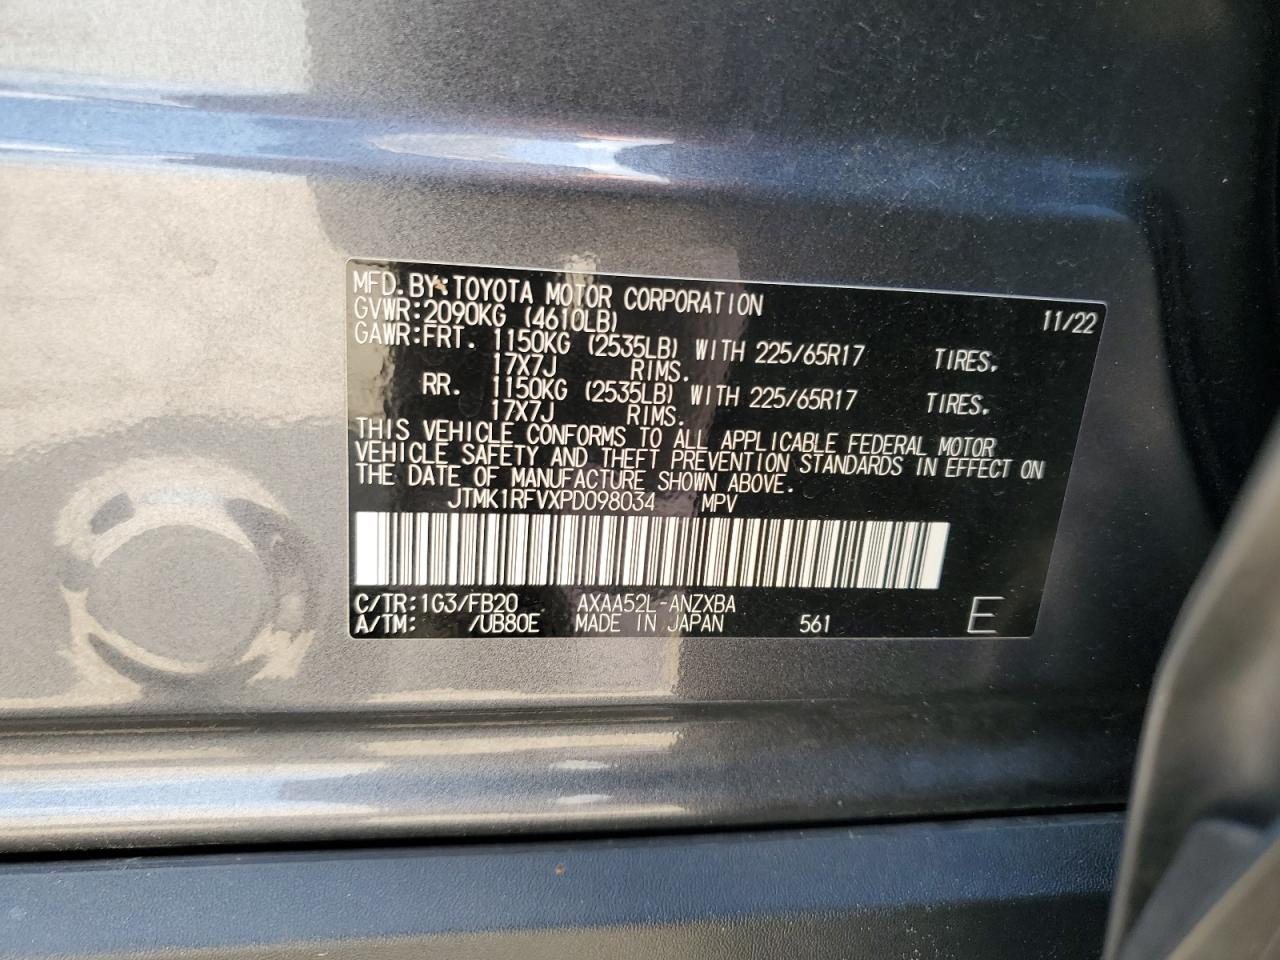 MFD. BY: TOYOTA MOTOR CORPORATION 11/22
GVWR: 2090KG (4610LB)
GAWR: FRT. 1150KG (2535LB) WITH 225/65R17 TIRES.
17X7J RIMS.
RR. 1150KG (2535LB) WITH 225/65R17 TIRES.
17X7J RIMS.
THIS VEHICLE CONFORMS TO ALL APPLICABLE FEDERAL MOTOR
VEHICLE SAFETY AND THEFT PREVENTION STANDARDS IN EFFECT ON
THE DATE OF MANUFACTURE SHOWN ABOVE.
JTMK1RFVXPD098034 MPV
C/TR: 1G3/FB20 AXAA52L-ANZXBA
A/TM: /UB80E MADE IN JAPAN 561 E